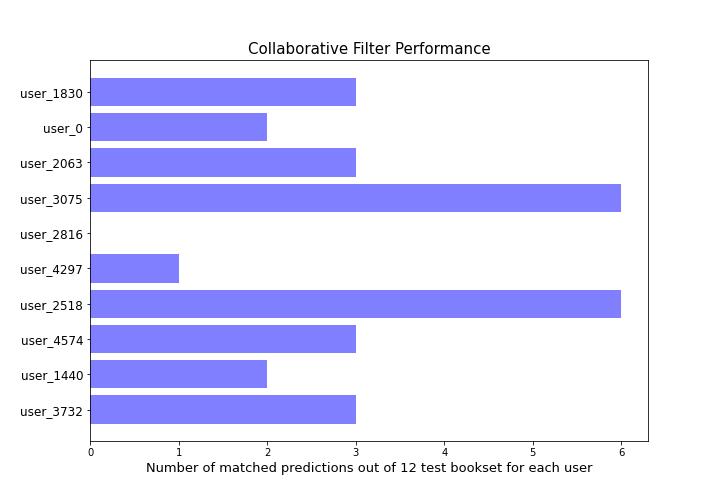 Collaborative Filter Performance
user_1830
user_0
user_2063
user_3075
user_2816
user_4297
user_2518
user_4574
user_1440
user_3732
0 1 2 3 4 5 6
Number of matched predictions out of 12 test bookset for each user